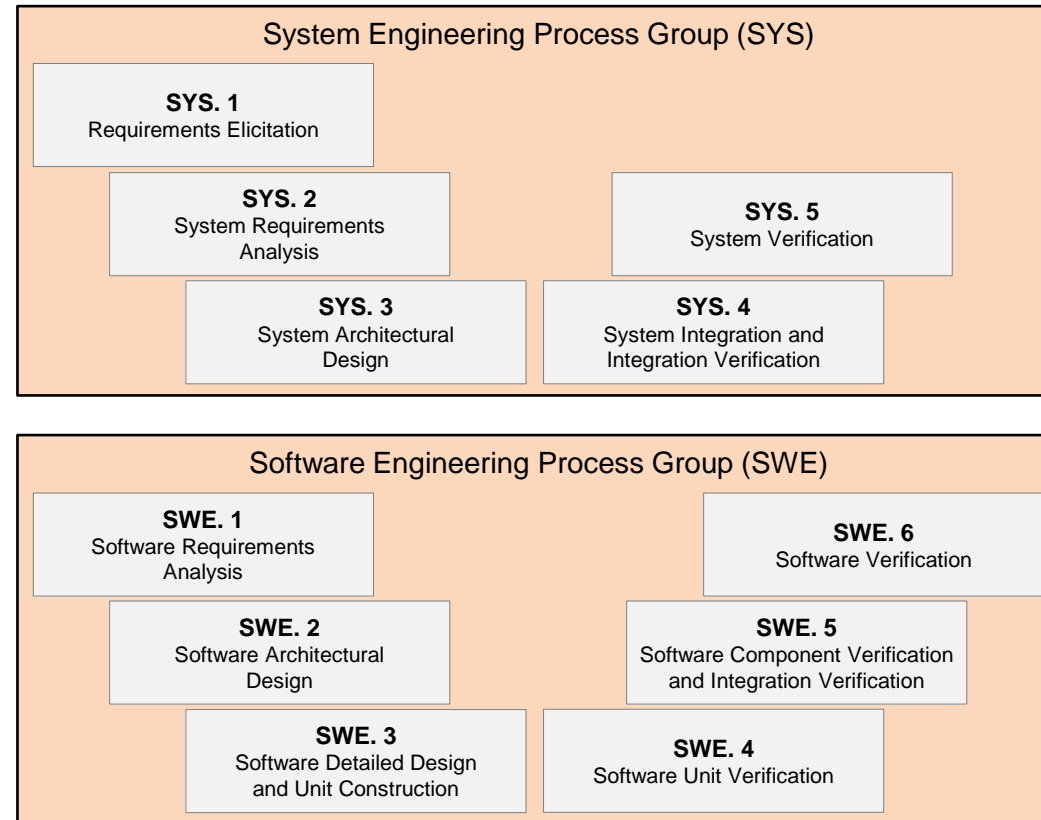 System Engineering Process Group (SYS)
SYS. 1
Requirements Elicitation
SYS. 2
System Requirements
Analysis
SYS. 5
System Verification
SYS. 3
System Architectural
Design
SYS. 4
System Integration and
Integration Verification
Software Engineering Process Group (SWE)
SWE. 1
Software Requirements
Analysis
SWE. 6
Software Verification
SWE. 2
Software Architectural
Design
SWE. 5
Software Component Verification
and Integration Verification
SWE. 3
Software Detailed Design
and Unit Construction
SWE. 4
Software Unit Verification